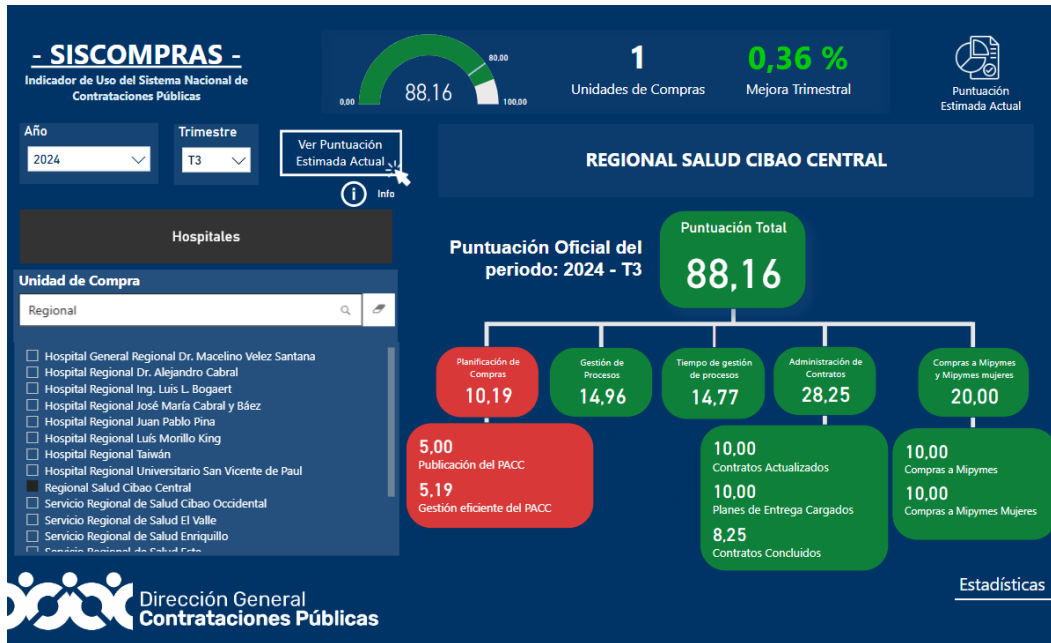 - SISCOMPRAS -
Indicador de Uso del Sistema Nacional de
Contrataciones Públicas
0,00
88,16
80,00
100,00
1
Unidades de Compras
0,36 %
Mejora Trimestral
Puntuación
Estimada Actual
Año
2024
Trimestre
T3
Ver Puntuación
Estimada Actual
i Info
REGIONAL SALUD CIBAO CENTRAL
Hospitales
Unidad de Compra
Regional
Hospital General Regional Dr. Macelino Velez Santana
Hospital Regional Dr. Alejandro Cabral
Hospital Regional Ing. Luis L. Bogaert
Hospital Regional José María Cabral y Báez
Hospital Regional Juan Pablo Pina
Hospital Regional Luís Morillo King
Hospital Regional Taiwán
Hospital Regional Universitario San Vicente de Paul
Regional Salud Cibao Central
Servicio Regional de Salud Cibao Occidental
Servicio Regional de Salud El Valle
Servicio Regional de Salud Enriquillo
Servicio Regional de Salud Este
Puntuación Oficial del
periodo: 2024 - T3
Puntuación Total
88,16
Planificación de
Compras
10,19
Gestión de
Procesos
14,96
Tiempo de gestión
de procesos
14,77
Administración de
Contratos
28,25
Compras a Mipymes
y Mipymes mujeres
20,00
5,00
Publicación del PACC
5,19
Gestión eficiente del PACC
10,00
Contratos Actualizados
10,00
Planes de Entrega Cargados
8,25
Contratos Concluidos
10,00
Compras a Mipymes
10,00
Compras a Mipymes Mujeres
Dirección General
Contrataciones Públicas
Estadísticas